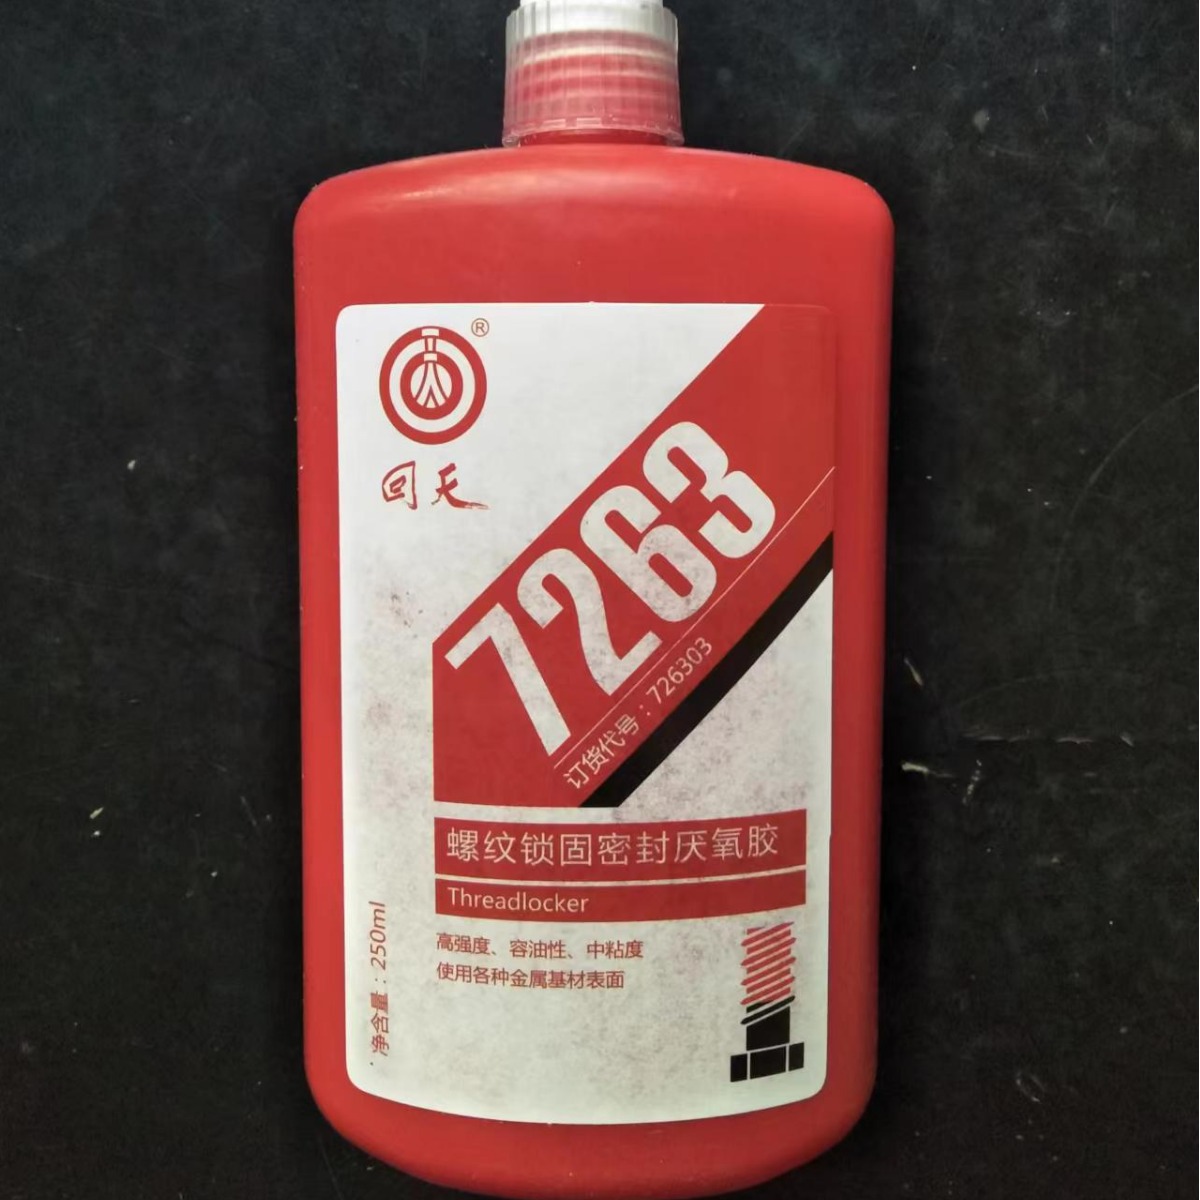 ®
回天
7263
订货代号：726303
螺纹锁固密封厌氧胶
Threadlocker
高强度、容油性、中粘度
使用各种金属基材表面
净含量：250ml